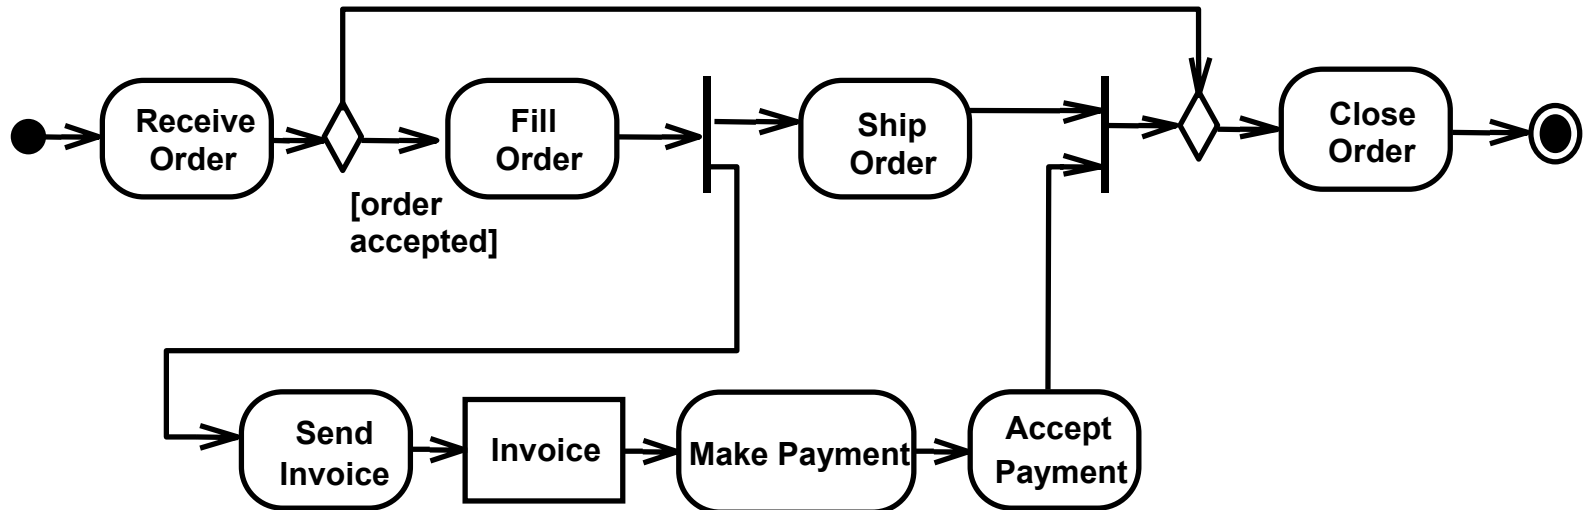 Receive
Order
Fill
Order
Ship
Order
Close
Order
[order
accepted]
Send
Invoice
Invoice
Make Payment
Accept
Payment